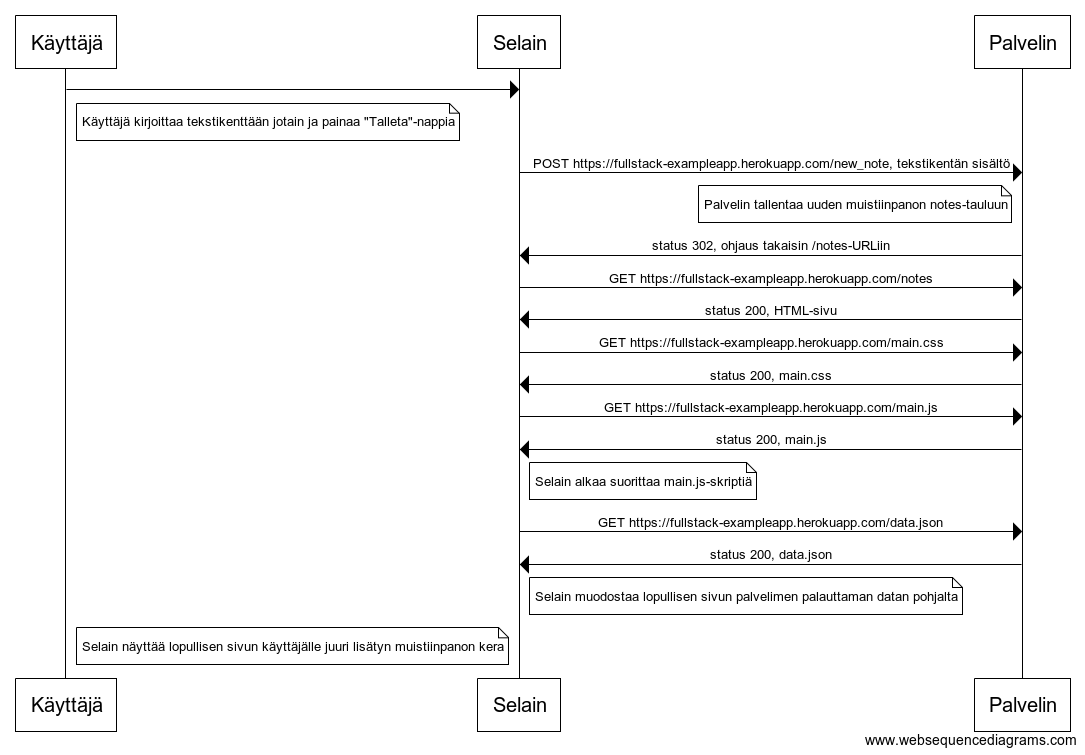 Käyttäjä
Selain
Palvelin
Käyttäjä kirjoittaa tekstikenttään jotain ja painaa "Talleta"-nappia
POST https://fullstack-exampleapp.herokuapp.com/new_note, tekstikentän sisältö
Palvelin tallentaa uuden muistiinpanon notes-tauluun
status 302, ohjaus takaisin /notes-URLiin
GET https://fullstack-exampleapp.herokuapp.com/notes
status 200, HTML-sivu
GET https://fullstack-exampleapp.herokuapp.com/main.css
status 200, main.css
GET https://fullstack-exampleapp.herokuapp.com/main.js
status 200, main.js
Selain alkaa suorittaa main.js-skriptiä
GET https://fullstack-exampleapp.herokuapp.com/data.json
status 200, data.json
Selain muodostaa lopullisen sivun palvelimen palauttaman datan pohjalta
Selain näyttää lopullisen sivun käyttäjälle juuri lisätyn muistiinpanon kera
Käyttäjä
Selain
Palvelin
www.websequencediagrams.com